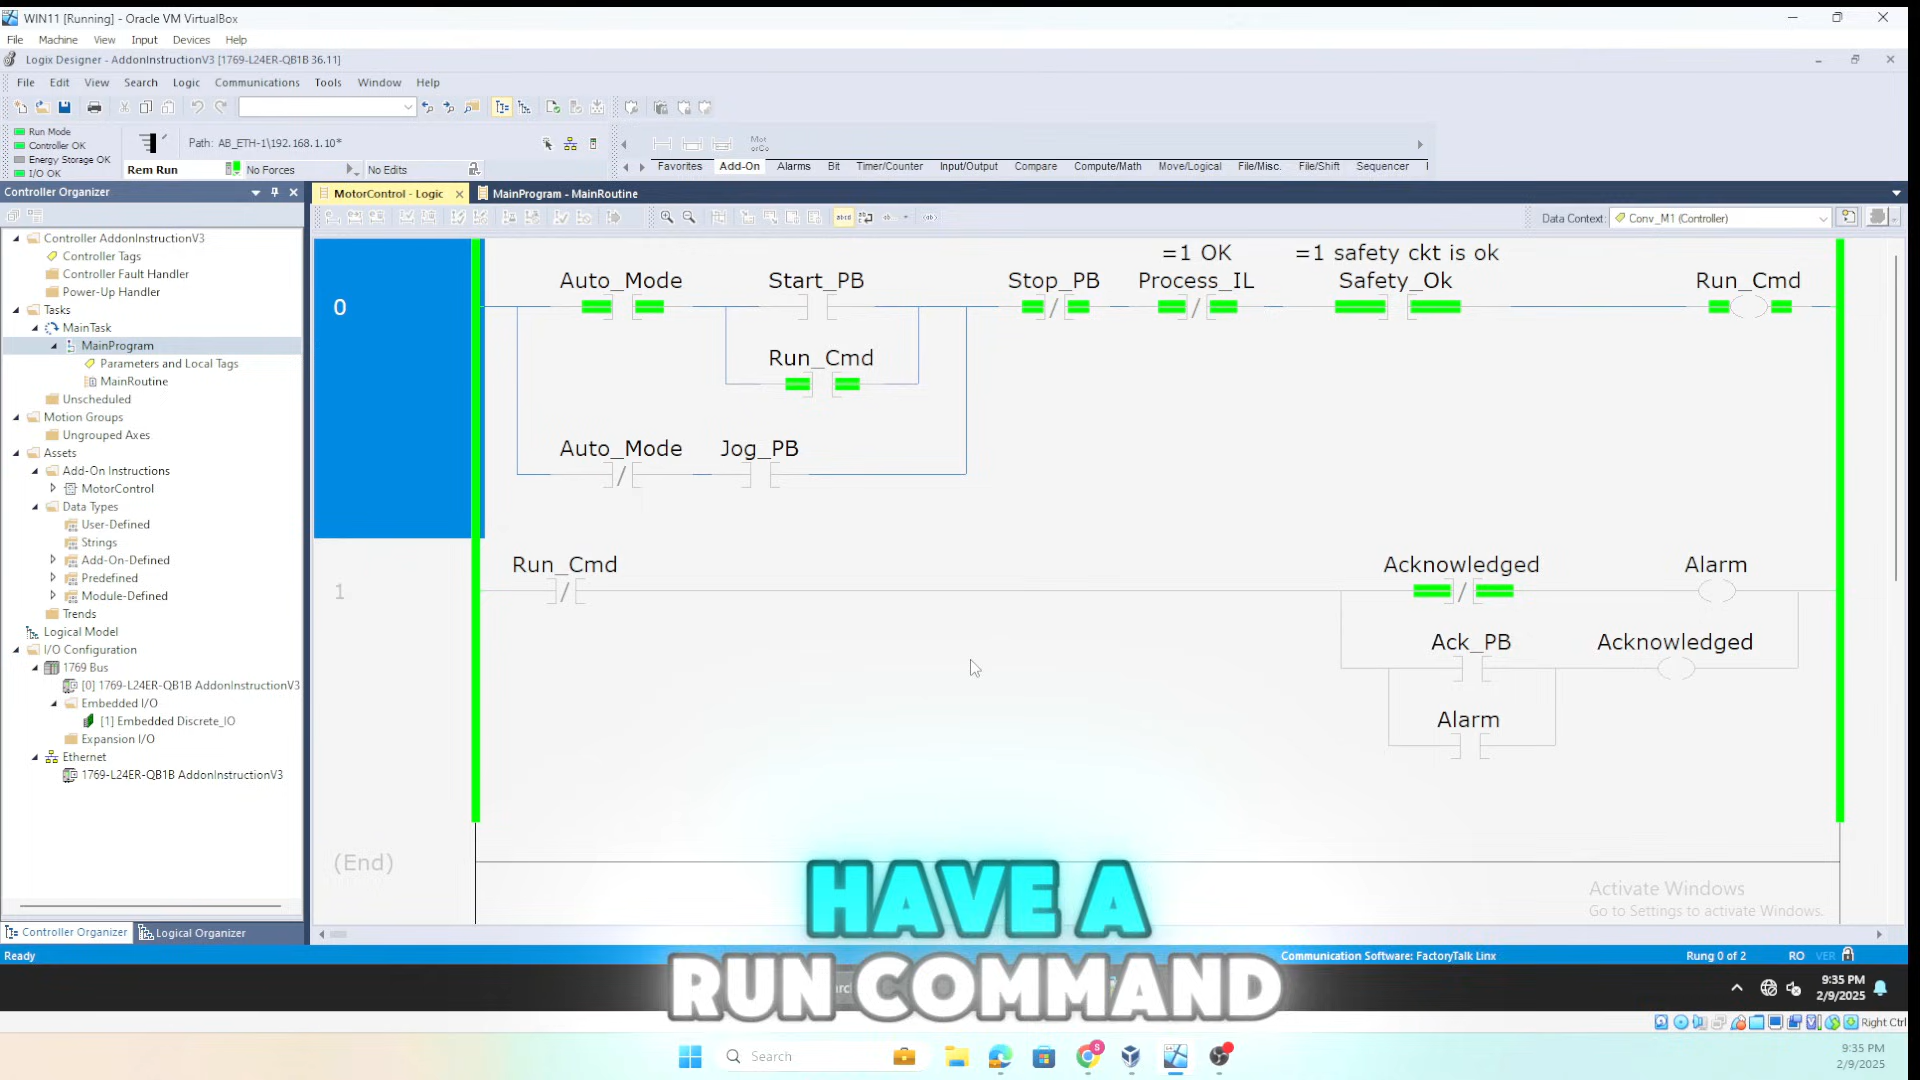 WIN11 [Running] - Oracle VM VirtualBox
File Machine View Input Devices Help
Logix Designer - AddonInstructionV3 [1769-L24ER-QB1B 36.11]
File Edit View Search Logic Communications Tools Window Help
Run Mode
Controller OK
Energy Storage OK
I/O OK
Path: AB_ETH-1\192.168.1.10*
Rem Run No Forces No Edits
Mot
orCo
Favorites Add-On Alarms Bit Timer/Counter Input/Output Compare Compute/Math Move/Logical File/Misc. File/Shift Sequencer
Controller Organizer
MotorControl - Logic
MainProgram - MainRoutine
Data Context: Conv_M1 (Controller)
Controller AddonInstructionV3
Controller Tags
Controller Fault Handler
Power-Up Handler
Tasks
MainTask
MainProgram
Parameters and Local Tags
MainRoutine
Unscheduled
Motion Groups
Ungrouped Axes
Assets
Add-On Instructions
MotorControl
Data Types
User-Defined
Strings
Add-On-Defined
Predefined
Module-Defined
Trends
Logical Model
I/O Configuration
1769 Bus
[0] 1769-L24ER-QB1B AddonInstructionV3
Embedded I/O
[1] Embedded Discrete_IO
Expansion I/O
Ethernet
1769-L24ER-QB1B AddonInstructionV3
Controller Organizer Logical Organizer
=1 OK =1 safety ckt is ok
Auto_Mode Start_PB Stop_PB Process_IL Safety_Ok Run_Cmd
0
Run_Cmd
Auto_Mode Jog_PB
Run_Cmd Acknowledged Alarm
1
Ack_PB Acknowledged
Alarm
(End)
Activate Windows
Go to Settings to activate Windows.
HAVE A
RUN COMMAND
Ready
Communication Software: FactoryTalk Linx Rung 0 of 2 RO VER
9:35 PM
2/9/2025
Right Ctrl
Search
9:35 PM
2/9/2025